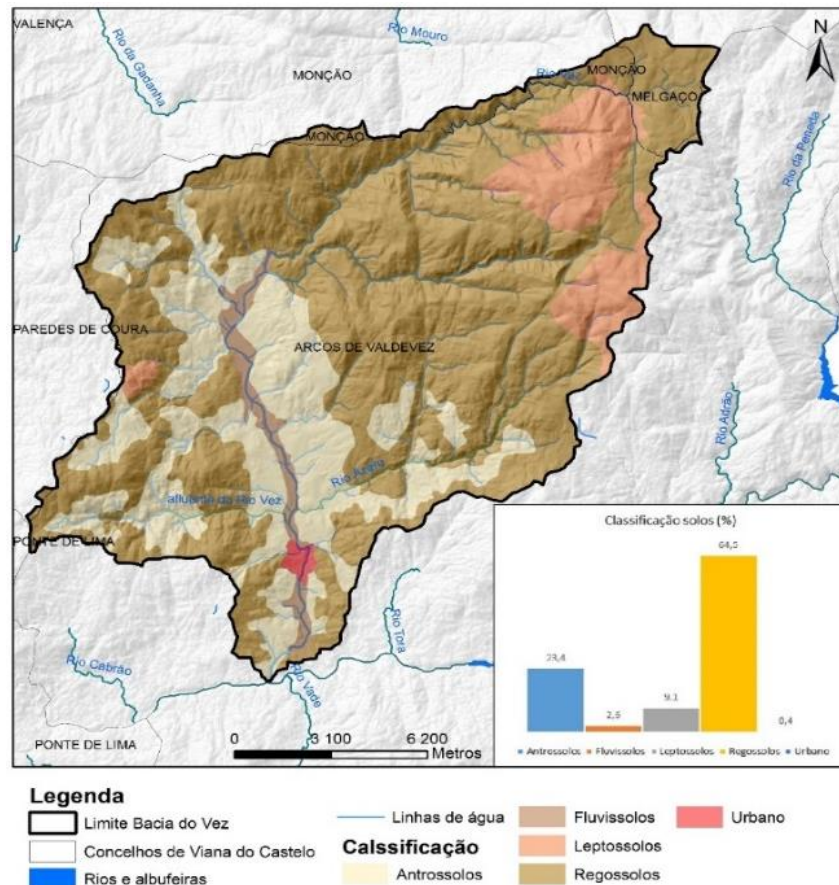 VALENÇA
Rio da Gadanha
Rio Mouro
N
MONÇÃO
MONÇÃO
MELGAÇO
MONÇÃO
Rio da Peneda
PAREDES DE COURA
ARCOS DE VALDEVEZ
Rio Adrão
afluente do Rio Vez
PONTE DE LIMA
Rio Tora
Rio Cabrão
Rio Vade
PONTE DE LIMA
0 3 100 6 200
Metros
Classificação solos (%)
23,4
2,6
9,1
64,5
0,4
Antrossolos Fluvissolos Leptossolos Regossolos Urbano
Legenda
Limite Bacia do Vez
Concelhos de Viana do Castelo
Rios e albufeiras
Linhas de água
Calssificação
Antrossolos
Fluvissolos
Leptossolos
Regossolos
Urbano